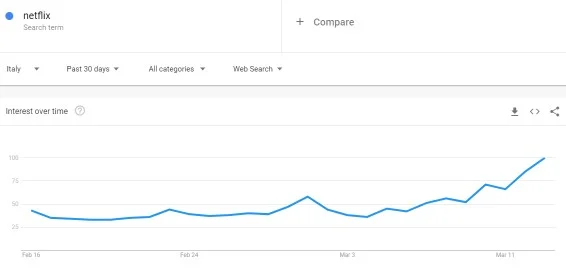 netflix
Search term
+ Compare
Italy
Past 30 days
All categories
Web Search
Interest over time
100
75
50
25
Feb 16
Feb 24
Mar 3
Mar 11